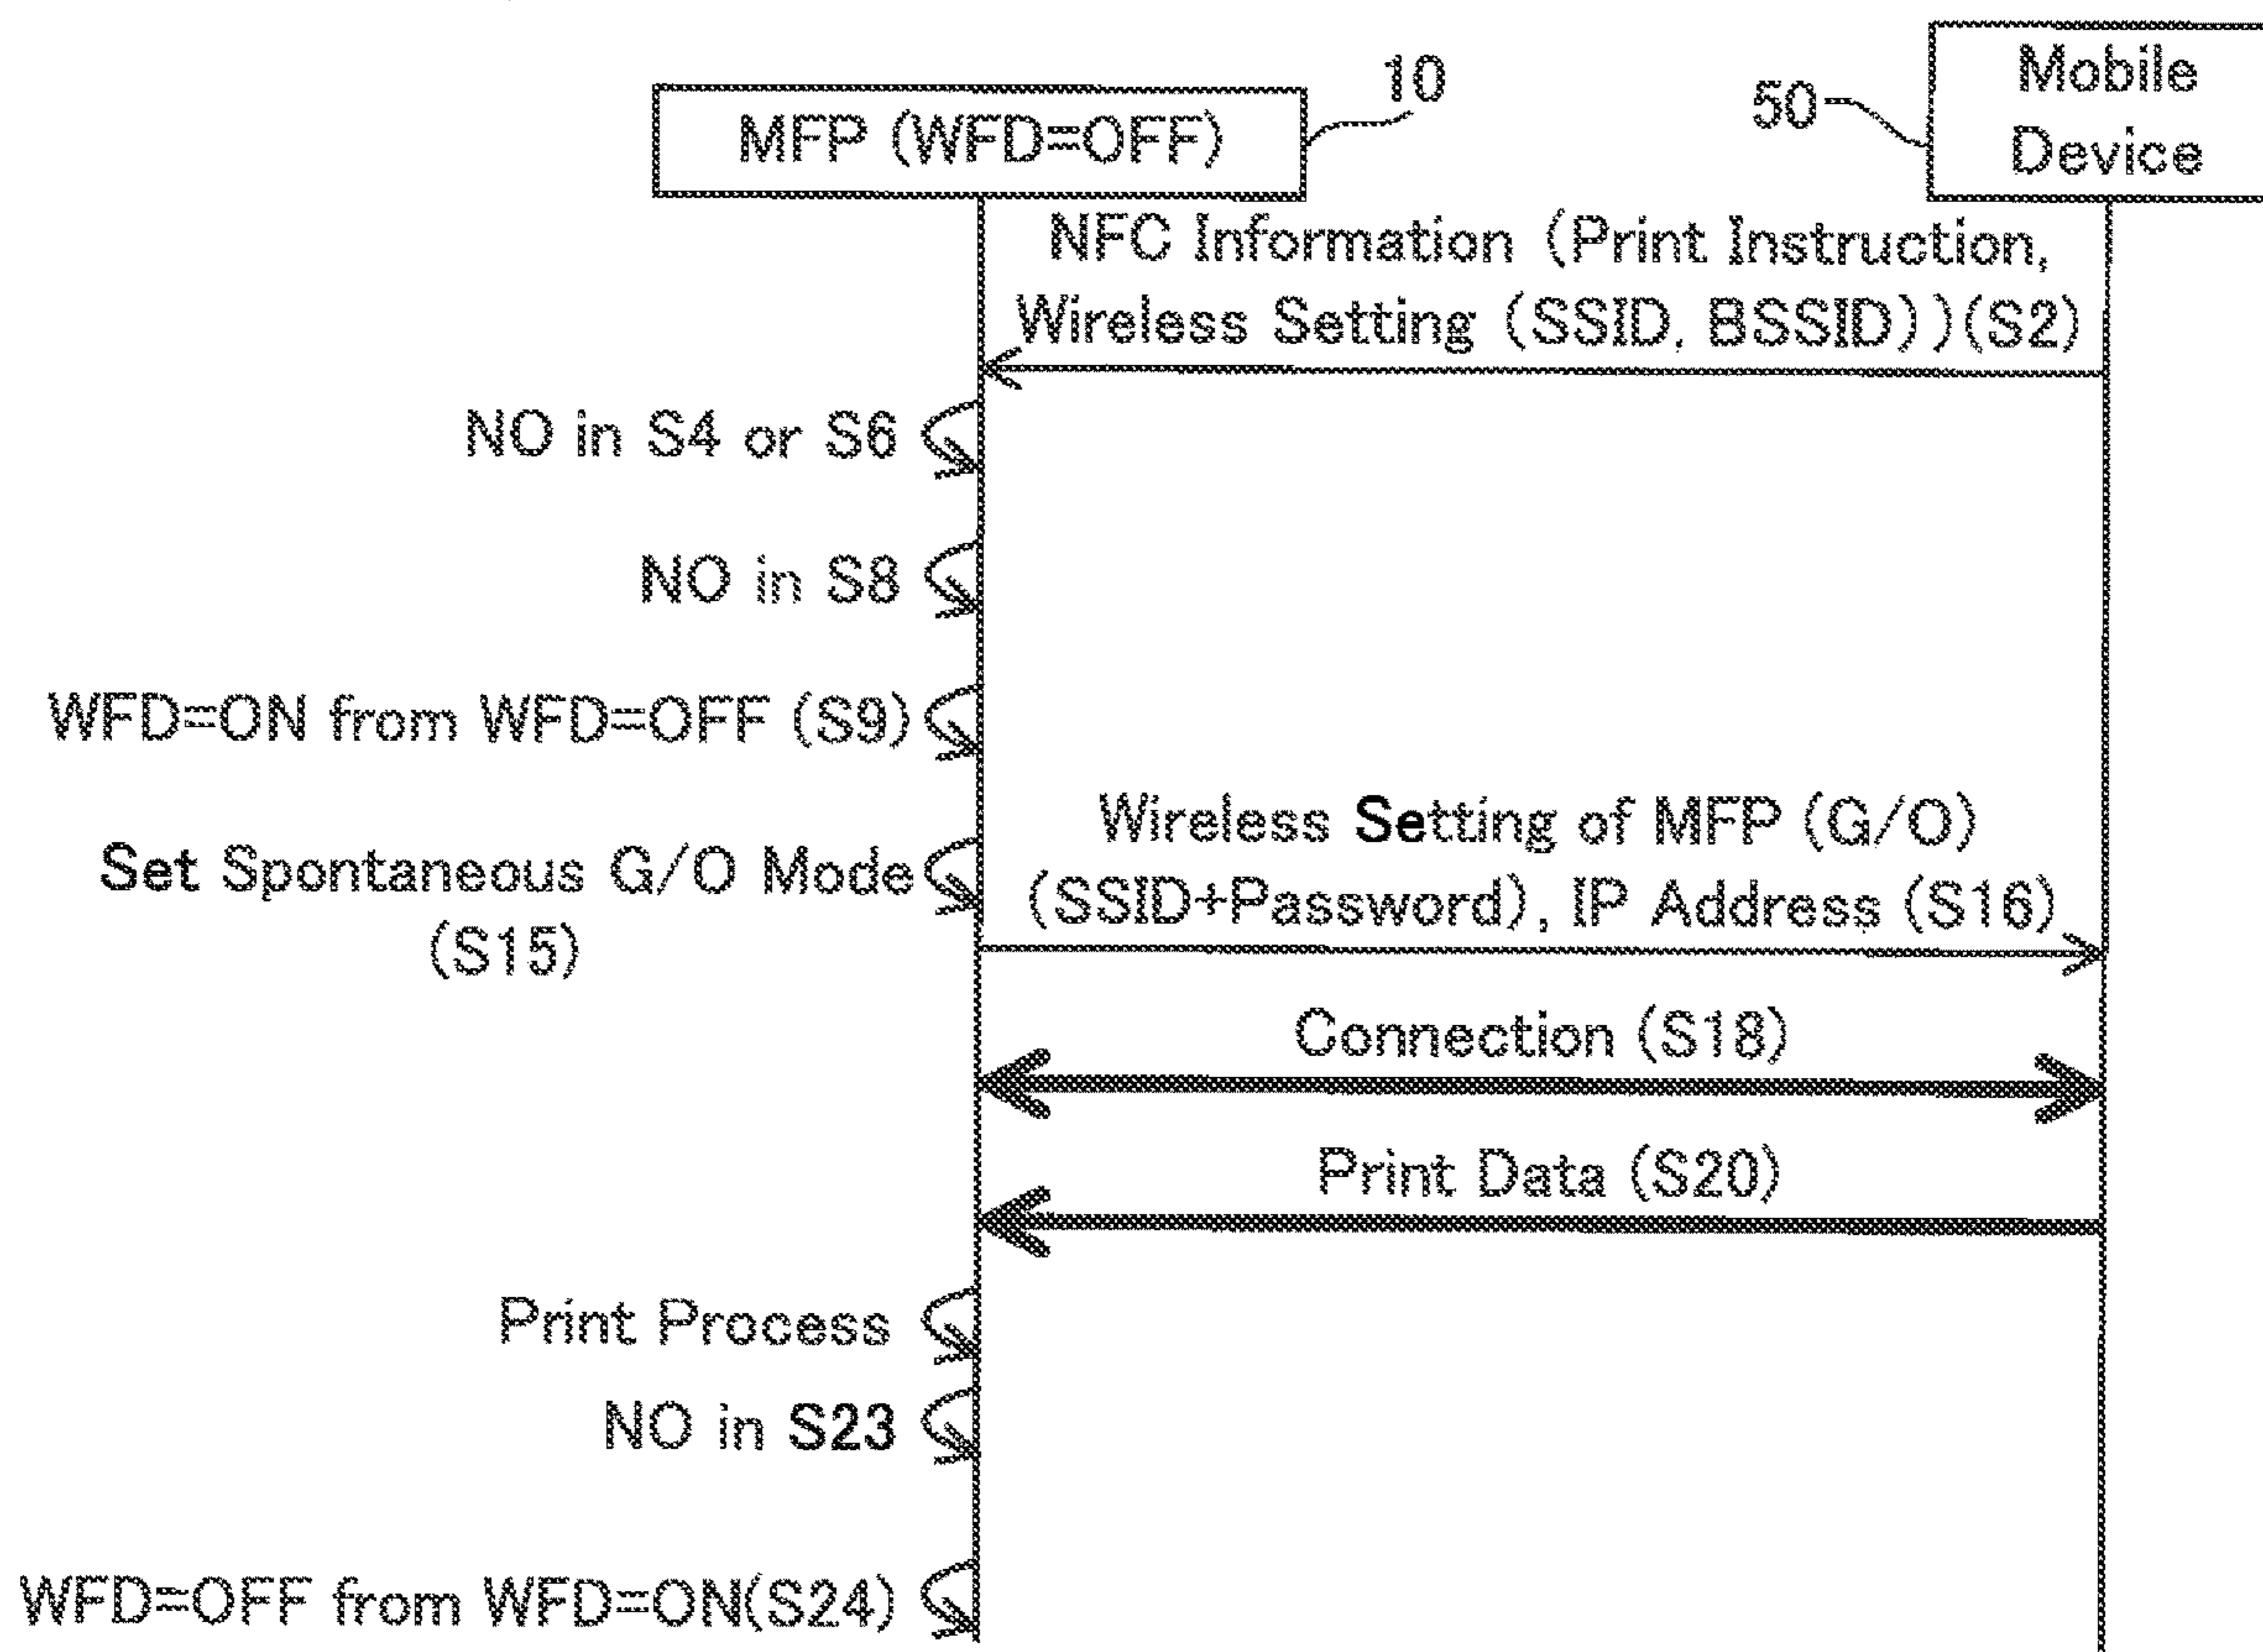 10
MFP (WFD=OFF)
50
Mobile
Device
NFC Information (Print Instruction,
Wireless Setting (SSID, BSSID))(S2)
NO in S4 or S6
NO in S8
WFD=ON from WFD=OFF (S9)
Set Spontaneous G/O Mode
(S15)
Wireless Setting of MFP (G/O)
(SSID+Password), IP Address (S16)
Connection (S18)
Print Data (S20)
Print Process
NO in S23
WFD=OFF from WFD=ON(S24)